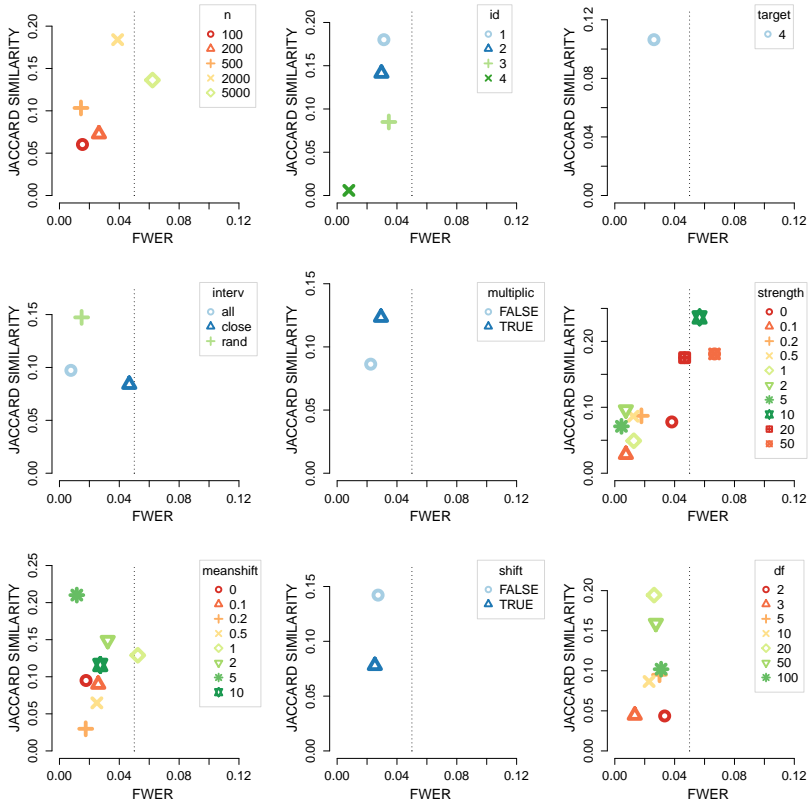 n
100
200
500
2000
5000
JACCARD SIMILARITY
0.00 0.05 0.10 0.15 0.20
0.00 0.04 0.08 0.12
FWER
id
1
2
3
4
JACCARD SIMILARITY
0.00 0.05 0.10 0.15 0.20
0.00 0.04 0.08 0.12
FWER
target
4
JACCARD SIMILARITY
0.00 0.04 0.08 0.12
0.00 0.04 0.08 0.12
FWER
interv
all
close
rand
JACCARD SIMILARITY
0.00 0.05 0.10 0.15
0.00 0.04 0.08 0.12
FWER
multiplic
FALSE
TRUE
JACCARD SIMILARITY
0.00 0.05 0.10 0.15
0.00 0.04 0.08 0.12
FWER
strength
0
0.1
0.2
0.5
1
2
5
10
20
50
JACCARD SIMILARITY
0.00 0.10 0.20
0.00 0.04 0.08 0.12
FWER
meanshift
0
0.1
0.2
0.5
1
2
5
10
JACCARD SIMILARITY
0.00 0.05 0.10 0.15 0.20 0.25
0.00 0.04 0.08 0.12
FWER
shift
FALSE
TRUE
JACCARD SIMILARITY
0.00 0.05 0.10 0.15
0.00 0.04 0.08 0.12
FWER
df
2
3
5
10
20
50
100
JACCARD SIMILARITY
0.00 0.05 0.10 0.15 0.20
0.00 0.04 0.08 0.12
FWER